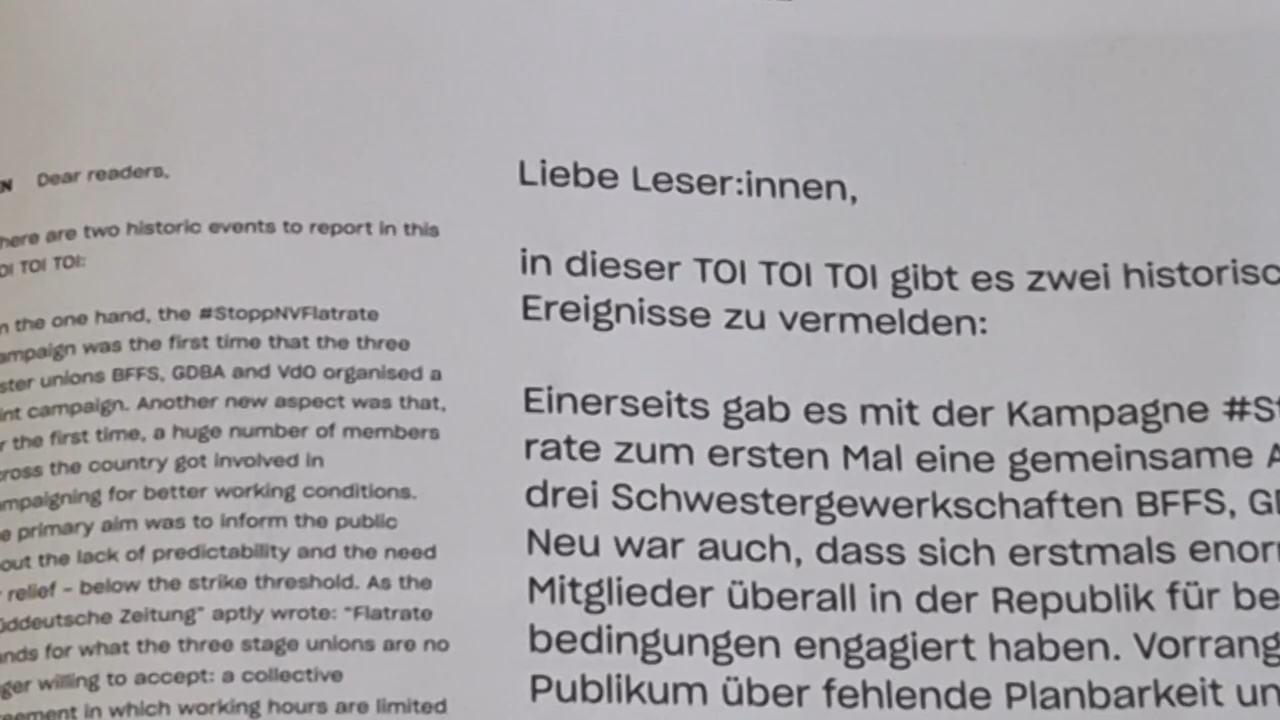 N Dear readers,
here are two historic events to report in this
OI TOI TOI:
n the one hand, the #StoppNVFlatrate
ampaign was the first time that the three
ster unions BFFS, GDBA and VdO organised a
int campaign. Another new aspect was that,
r the first time, a huge number of members
cross the country got involved in
ampaigning for better working conditions.
e primary aim was to inform the public
out the lack of predictability and the need
relief – below the strike threshold. As the
üddeutsche Zeitung" aptly wrote: "Flatrate
nds for what the three stage unions are no
ger willing to accept: a collective
eement in which working hours are limited
Liebe Leser:innen,
in dieser TOI TOI TOI gibt es zwei historisc
Ereignisse zu vermelden:
Einerseits gab es mit der Kampagne #St
rate zum ersten Mal eine gemeinsame A
drei Schwestergewerkschaften BFFS, GD
Neu war auch, dass sich erstmals enorm
Mitglieder überall in der Republik für be
bedingungen engagiert haben. Vorrang
Publikum über fehlende Planbarkeit un